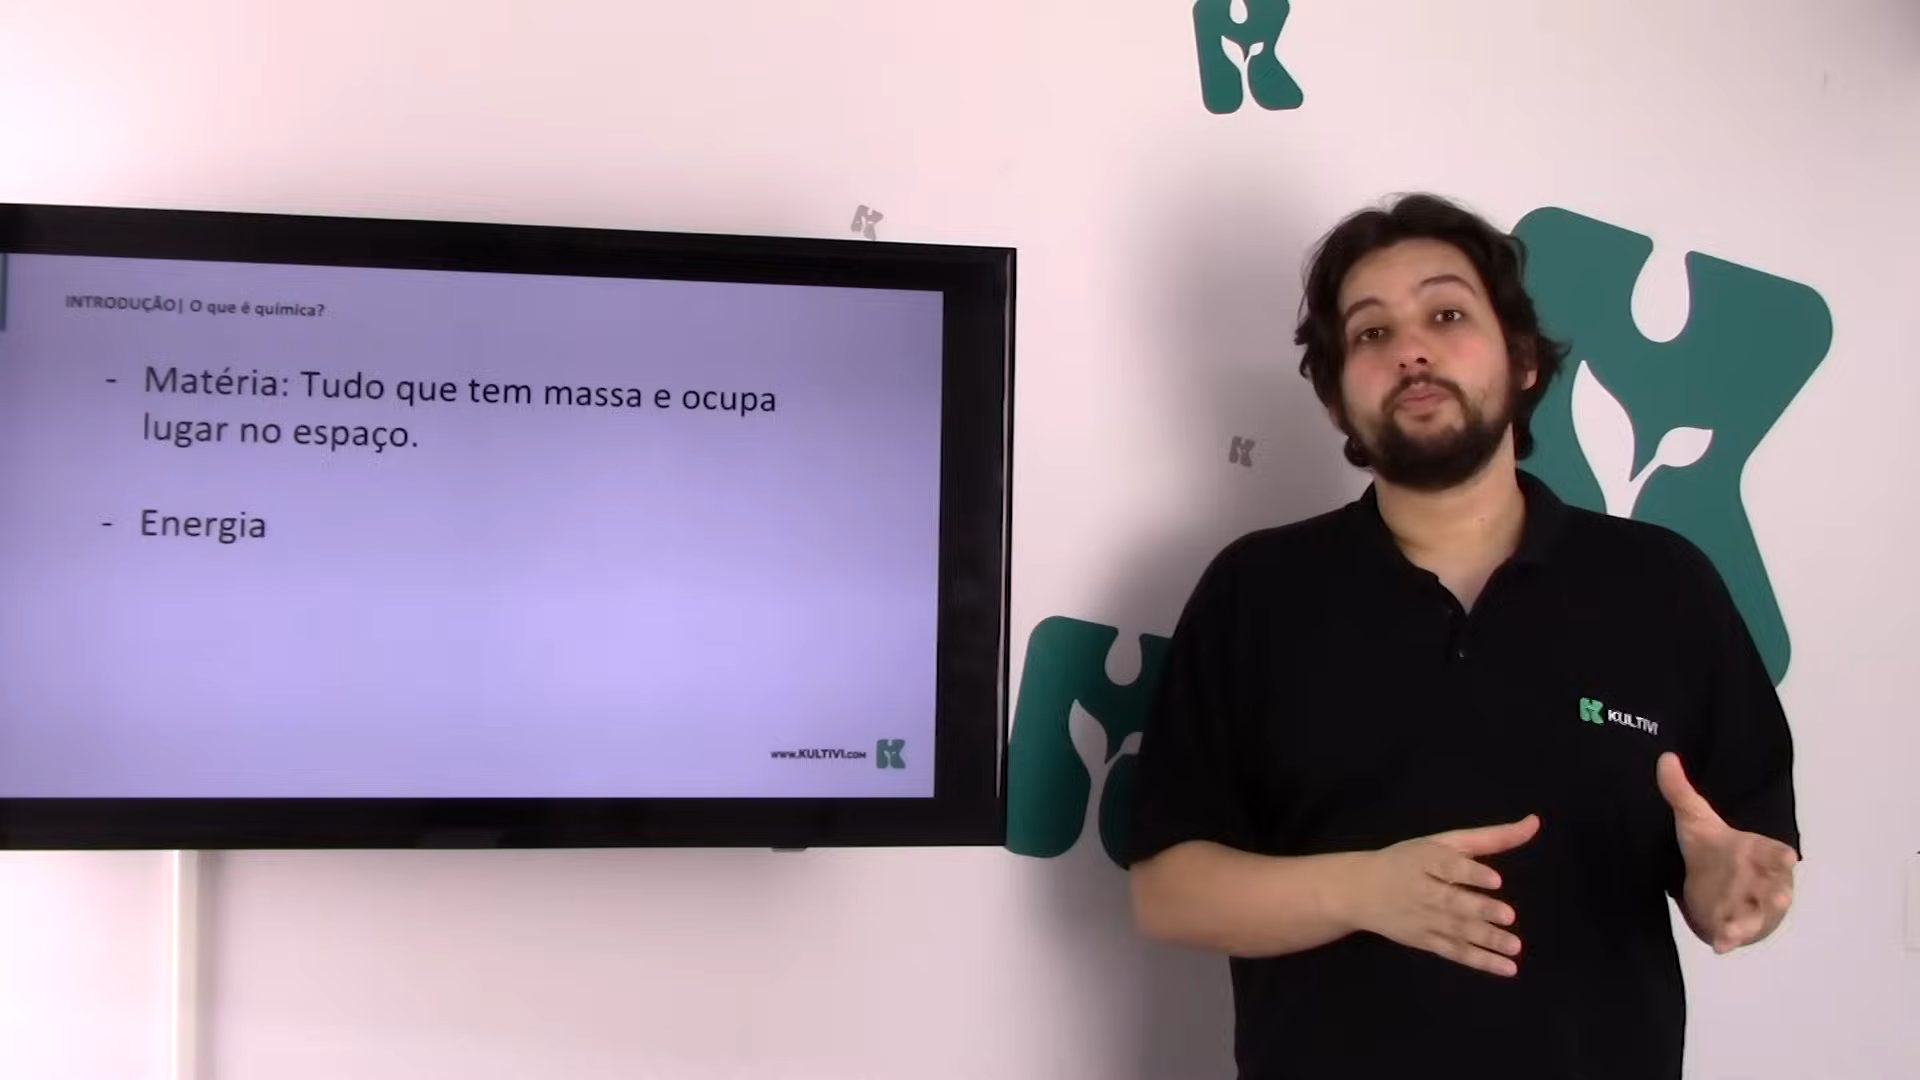 INTRODUÇÃO| O que é química?
- Matéria: Tudo que tem massa e ocupa
lugar no espaço.
- Energia
www.KULTIVI.com
KULTIVI